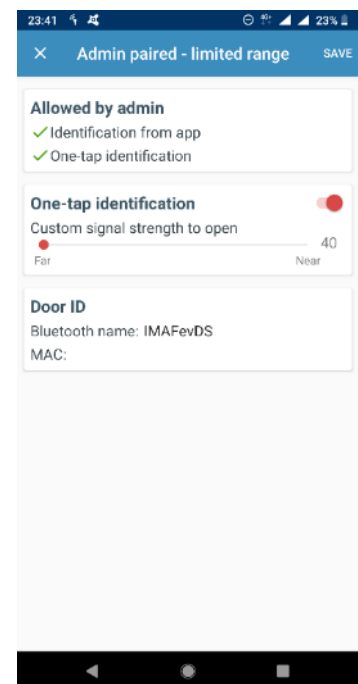 23:41 23%
Admin paired - limited range SAVE
Allowed by admin
Identification from app
One-tap identification
One-tap identification
Custom signal strength to open
40
Far Near
Door ID
Bluetooth name: IMAFevDS
MAC: